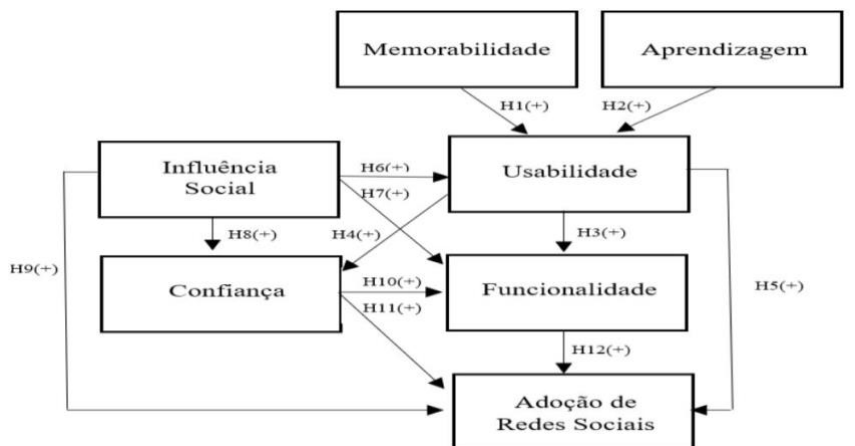 Memorabilidade
Aprendizagem
H1(+)
H2(+)
Influência
Social
H6(+)
Usabilidade
H7(+)
H8(+)
H4(+)
H3(+)
H9(+)
Confiança
H10(+)
Funcionalidade
H5(+)
H11(+)
H12(+)
Adoção de
Redes Sociais